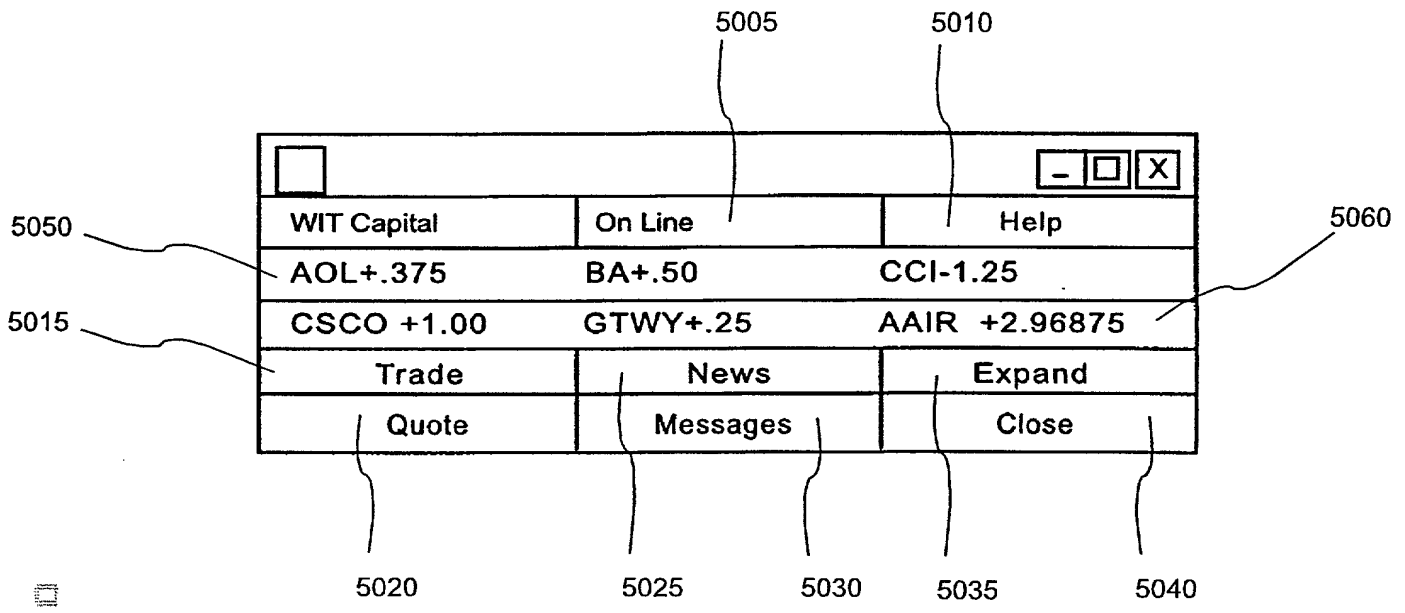 5005 5010
_ X
WIT Capital On Line Help
5050 5060
AOL+.375 BA+.50 CCI-1.25
5015
CSCO +1.00 GTWY+.25 AAIR +2.96875
Trade News Expand
Quote Messages Close
5020 5025 5030 5035 5040